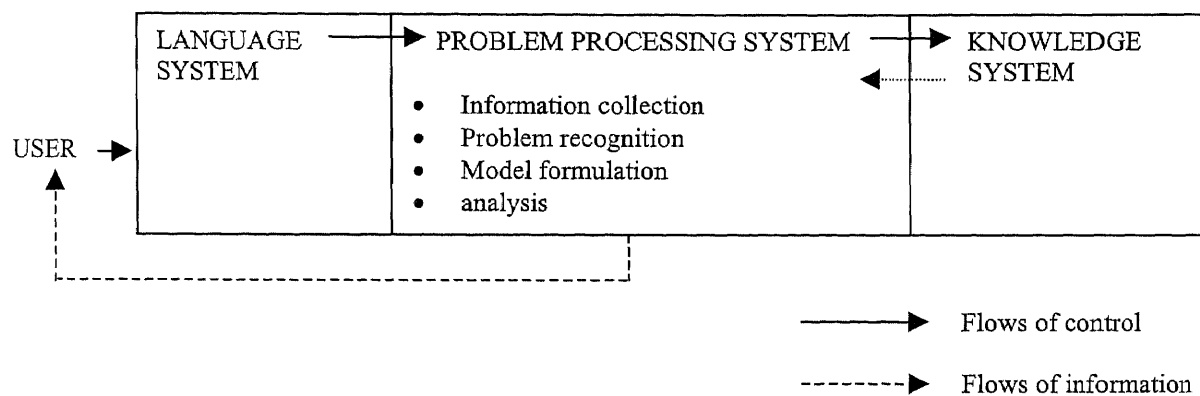 LANGUAGE
SYSTEM
PROBLEM PROCESSING SYSTEM
KNOWLEDGE
SYSTEM
• Information collection
• Problem recognition
• Model formulation
• analysis
USER
Flows of control
Flows of information